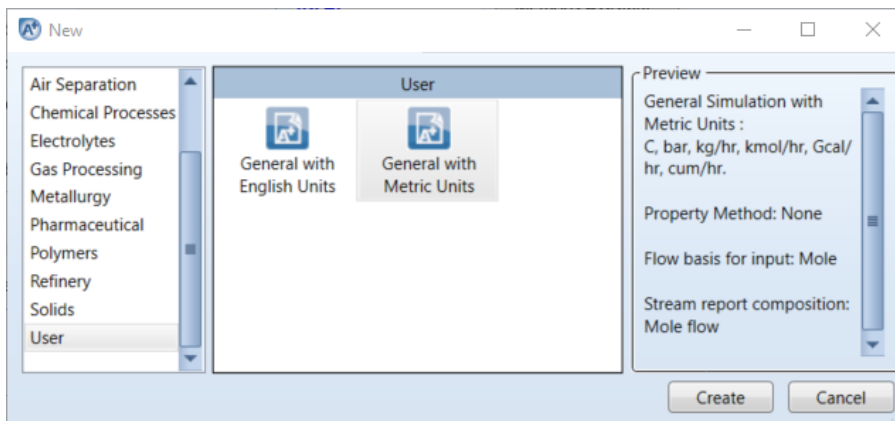 New
Air Separation
Chemical Processes
Electrolytes
Gas Processing
Metallurgy
Pharmaceutical
Polymers
Refinery
Solids
User
User
General with
English Units
General with
Metric Units
Preview
General Simulation with
Metric Units :
C, bar, kg/hr, kmol/hr, Gcal/
hr, cum/hr.
Property Method: None
Flow basis for input: Mole
Stream report composition:
Mole flow
Create
Cancel